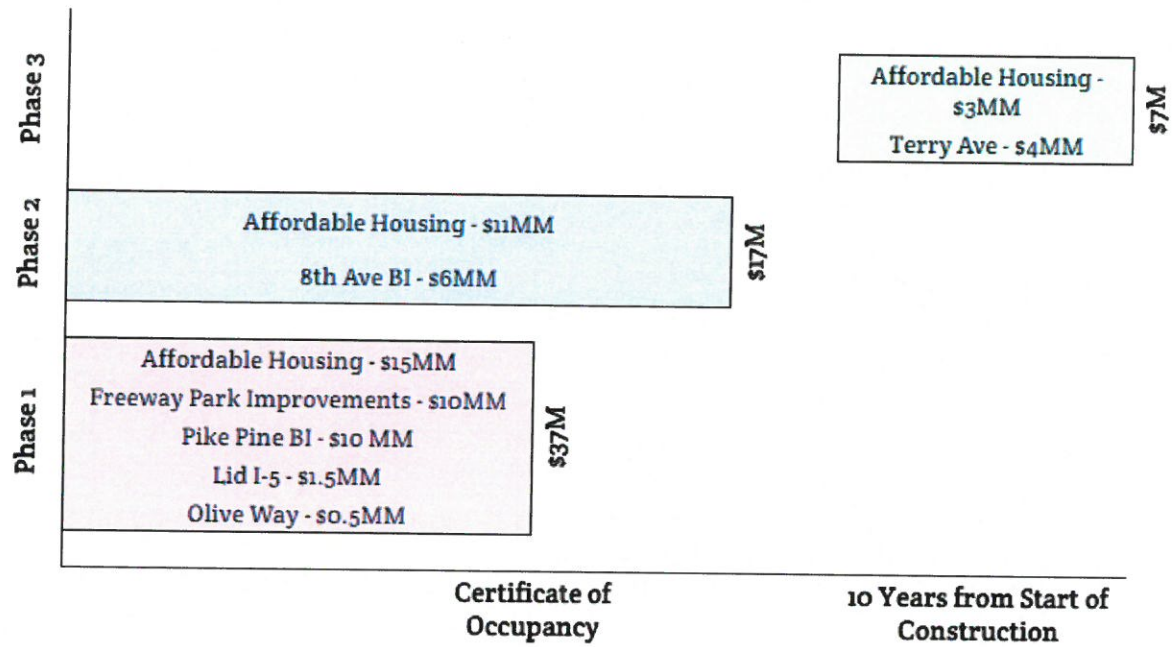 Phase 3
Affordable Housing -
$3MM
Terry Ave - $4MM
$7M
Phase 2
Affordable Housing - $11MM
8th Ave BI - $6MM
$17M
Phase 1
Affordable Housing - $15MM
Freeway Park Improvements - $10MM
Pike Pine BI - $10 MM
Lid I-5 - $1.5MM
Olive Way - $0.5MM
$37M
Certificate of
Occupancy
10 Years from Start of
Construction